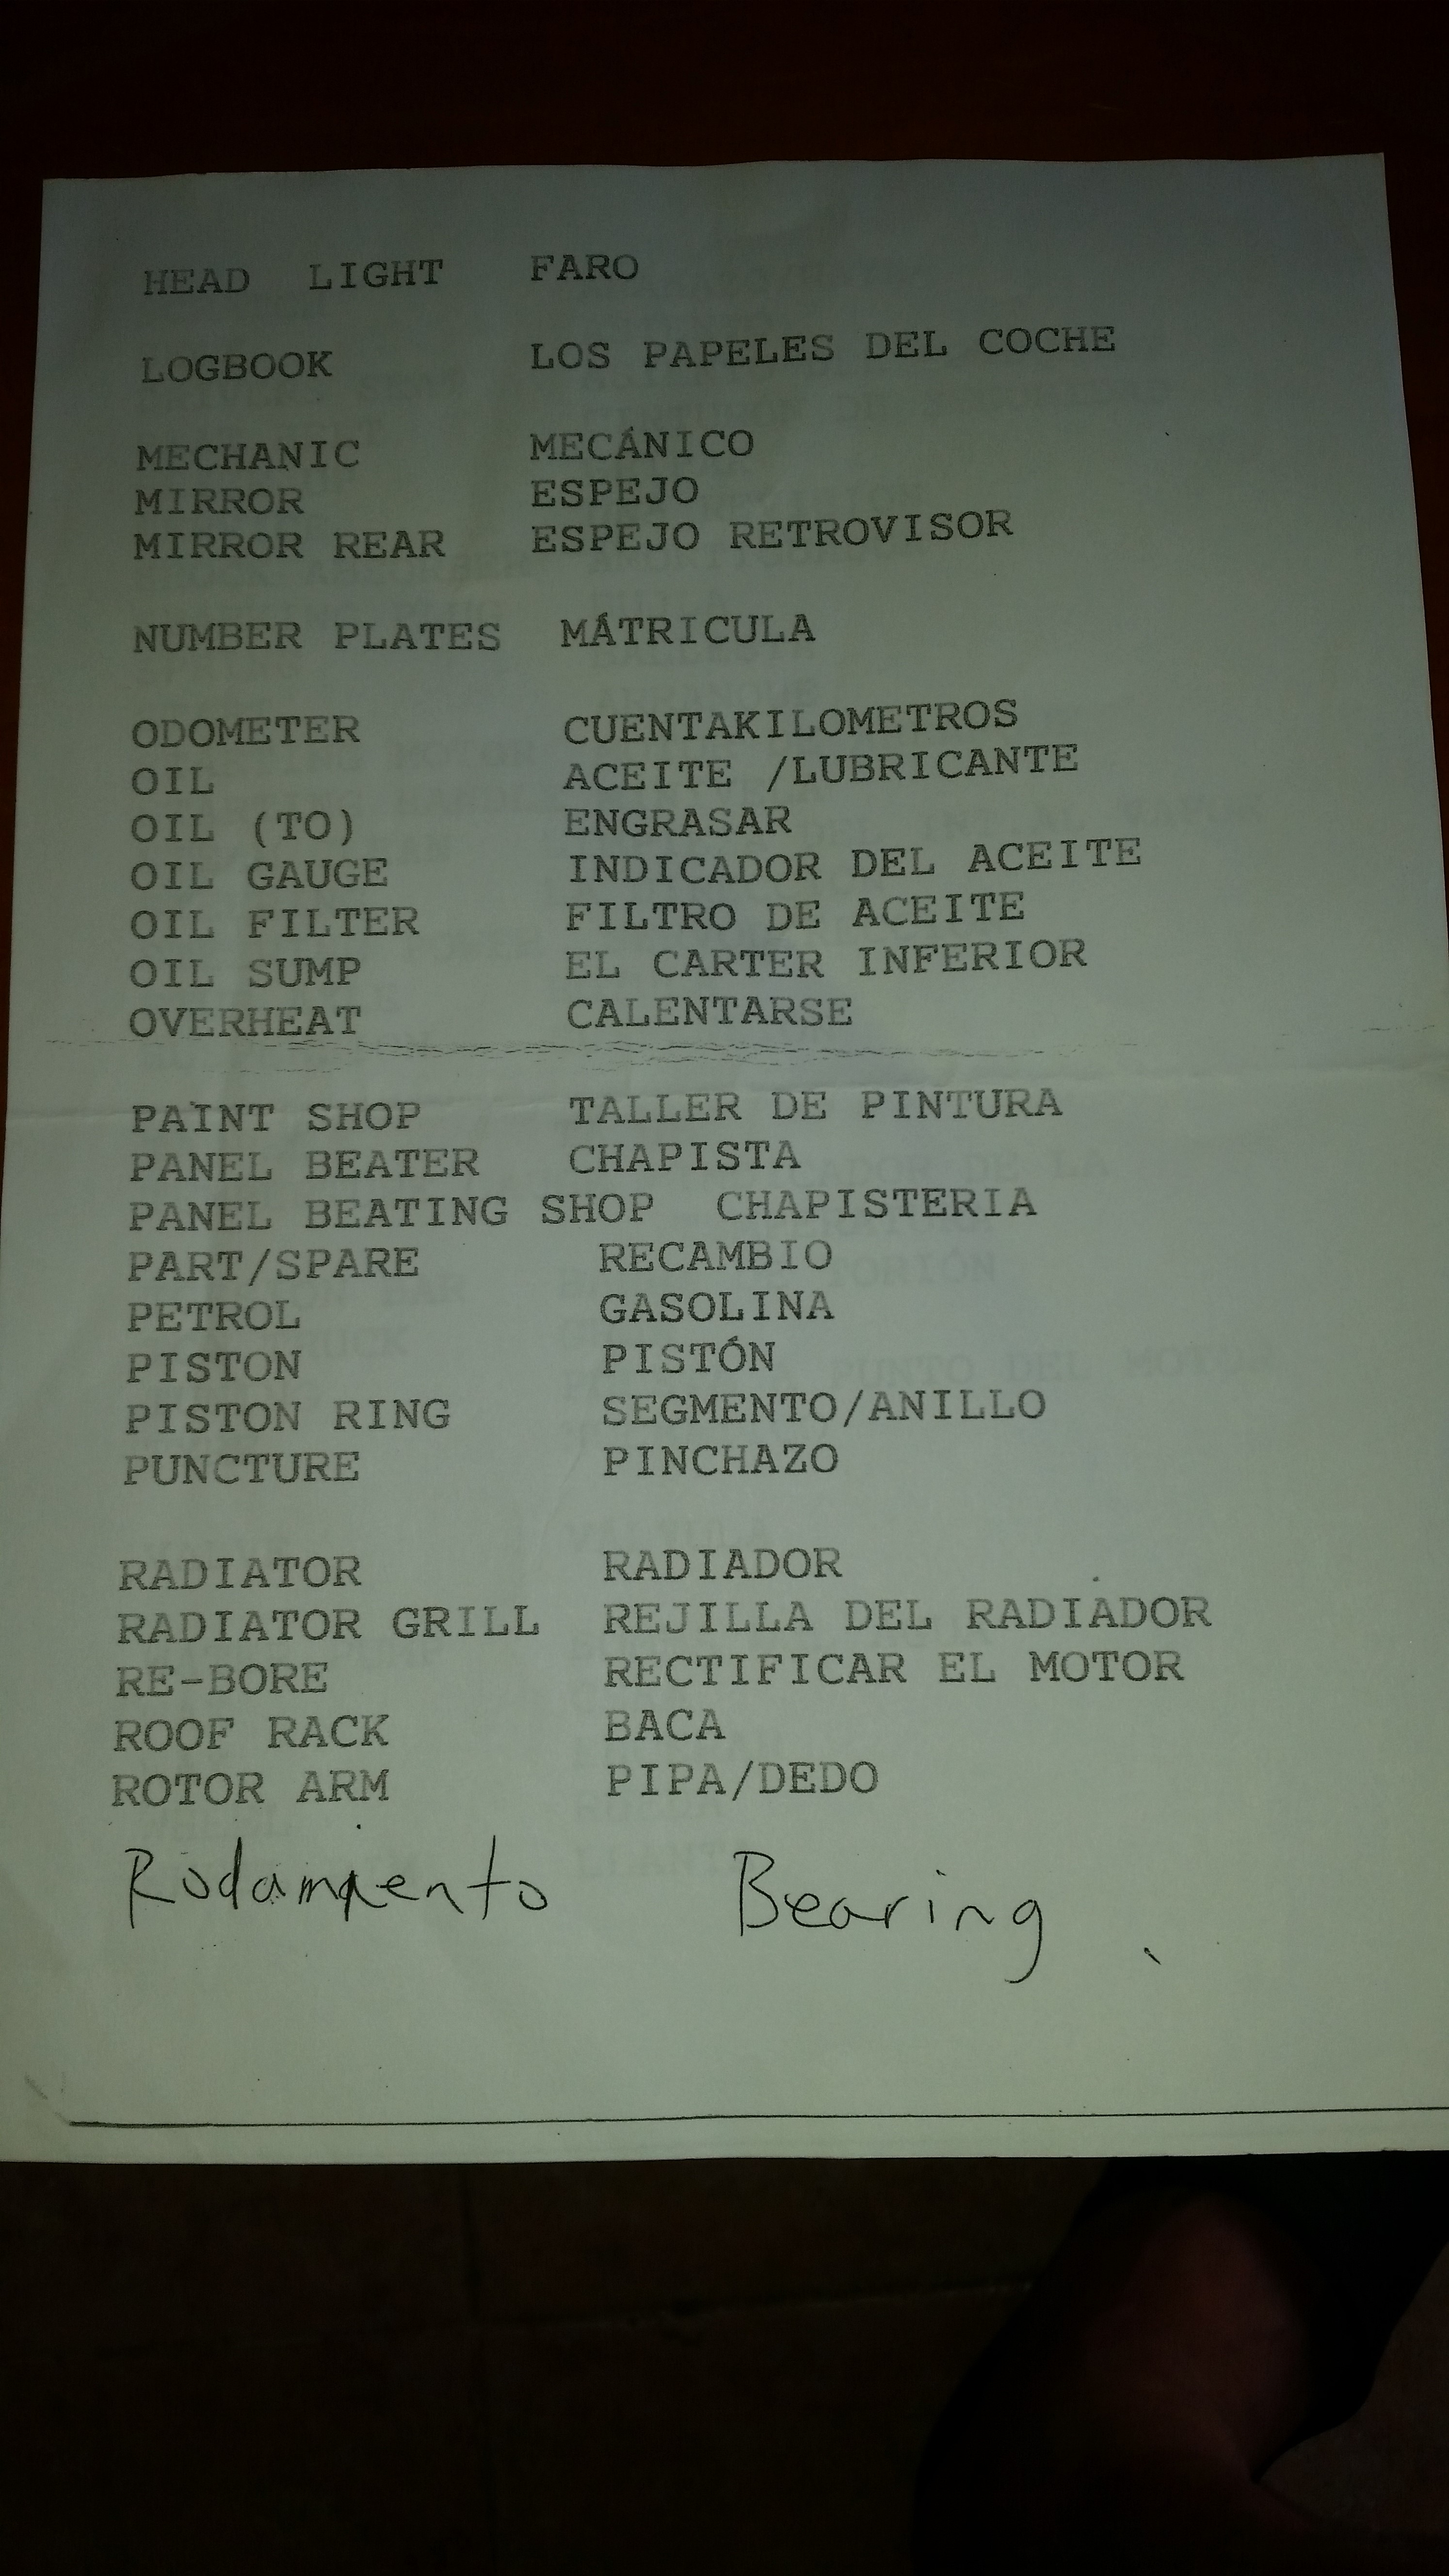 HEAD LIGHT FARO
LOGBOOK LOS PAPELES DEL COCHE
MECHANIC MECÁNICO
MIRROR ESPEJO
MIRROR REAR ESPEJO RETROVISOR
NUMBER PLATES MÁTRICULA
ODOMETER CUENTAKILOMETROS
OIL ACEITE /LUBRICANTE
OIL (TO) ENGRASAR
OIL GAUGE INDICADOR DEL ACEITE
OIL FILTER FILTRO DE ACEITE
OIL SUMP EL CARTER INFERIOR
OVERHEAT CALENTARSE
PAINT SHOP TALLER DE PINTURA
PANEL BEATER CHAPISTA
PANEL BEATING SHOP CHAPISTERIA
PART/SPARE RECAMBIO
PETROL GASOLINA
PISTON PISTÓN
PISTON RING SEGMENTO/ANILLO
PUNCTURE PINCHAZO
RADIATOR RADIADOR
RADIATOR GRILL REJILLA DEL RADIADOR
RE-BORE RECTIFICAR EL MOTOR
ROOF RACK BACA
ROTOR ARM PIPA/DEDO
Rodamiento Bearing